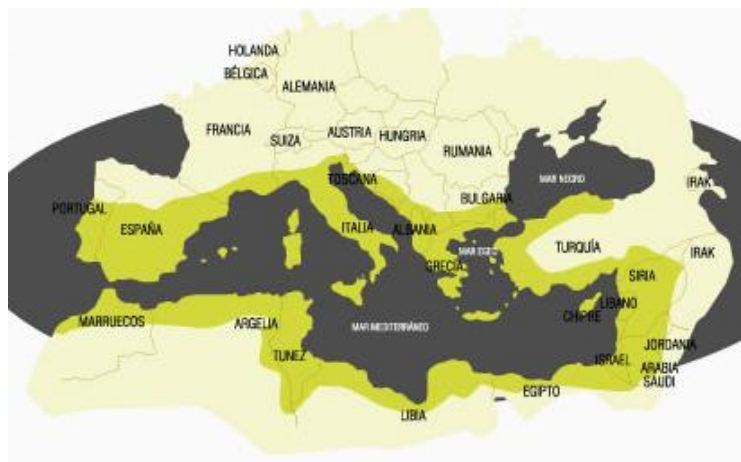 HOLANDA
BÉLGICA
ALEMANIA
FRANCIA
SUIZA
AUSTRIA
HUNGRIA
RUMANIA
MAR NEGRO
IRAK
TOSCANA
BULGARIA
PORTUGAL
ESPAÑA
ITALIA
ALBANIA
MAR EGEO
GRECIA
TURQUÍA
IRAK
SIRIA
LIBANO
CHIPRE
MARRUECOS
ARGELIA
MAR MEDITERRÁNEO
TUNEZ
ISRAEL
JORDANIA
ARABIA
SAUDI
EGIPTO
LIBIA